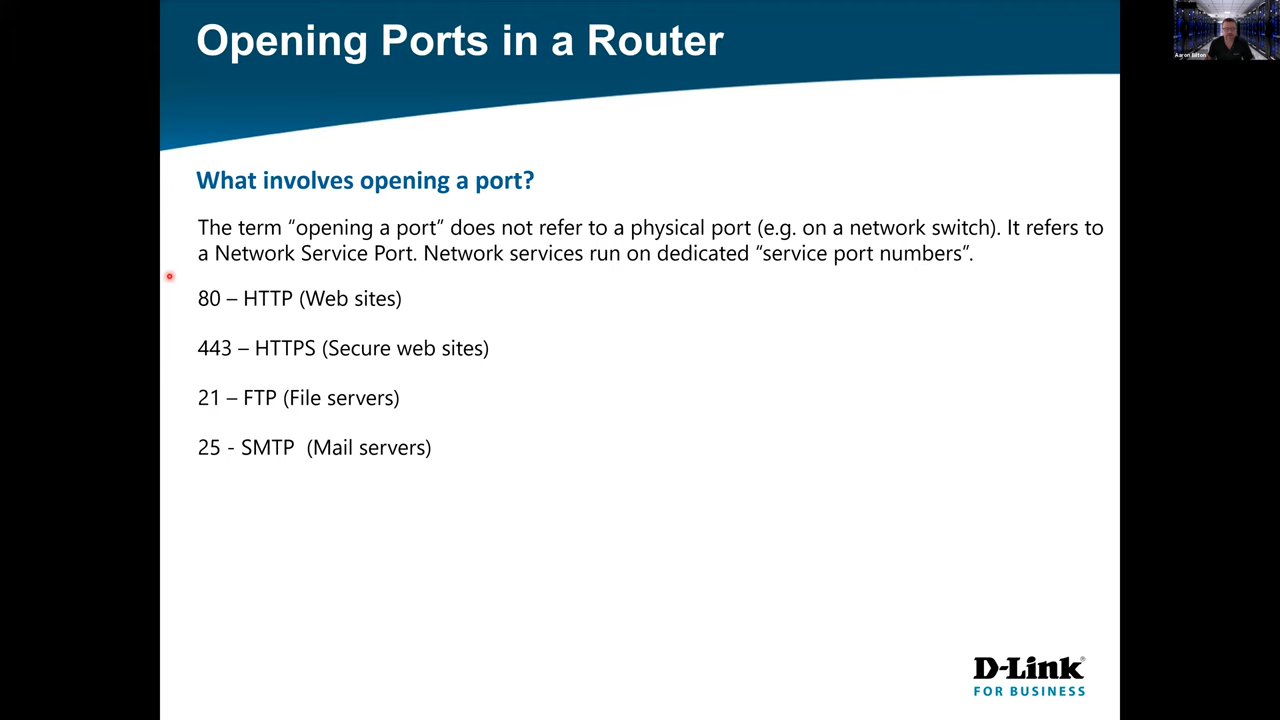 Opening Ports in a Router
Aaron Bilton
What involves opening a port?
The term “opening a port” does not refer to a physical port (e.g. on a network switch). It refers to
a Network Service Port. Network services run on dedicated “service port numbers”.
80 – HTTP (Web sites)
443 – HTTPS (Secure web sites)
21 – FTP (File servers)
25 - SMTP  (Mail servers)
D-Link®
FOR BUSINESS